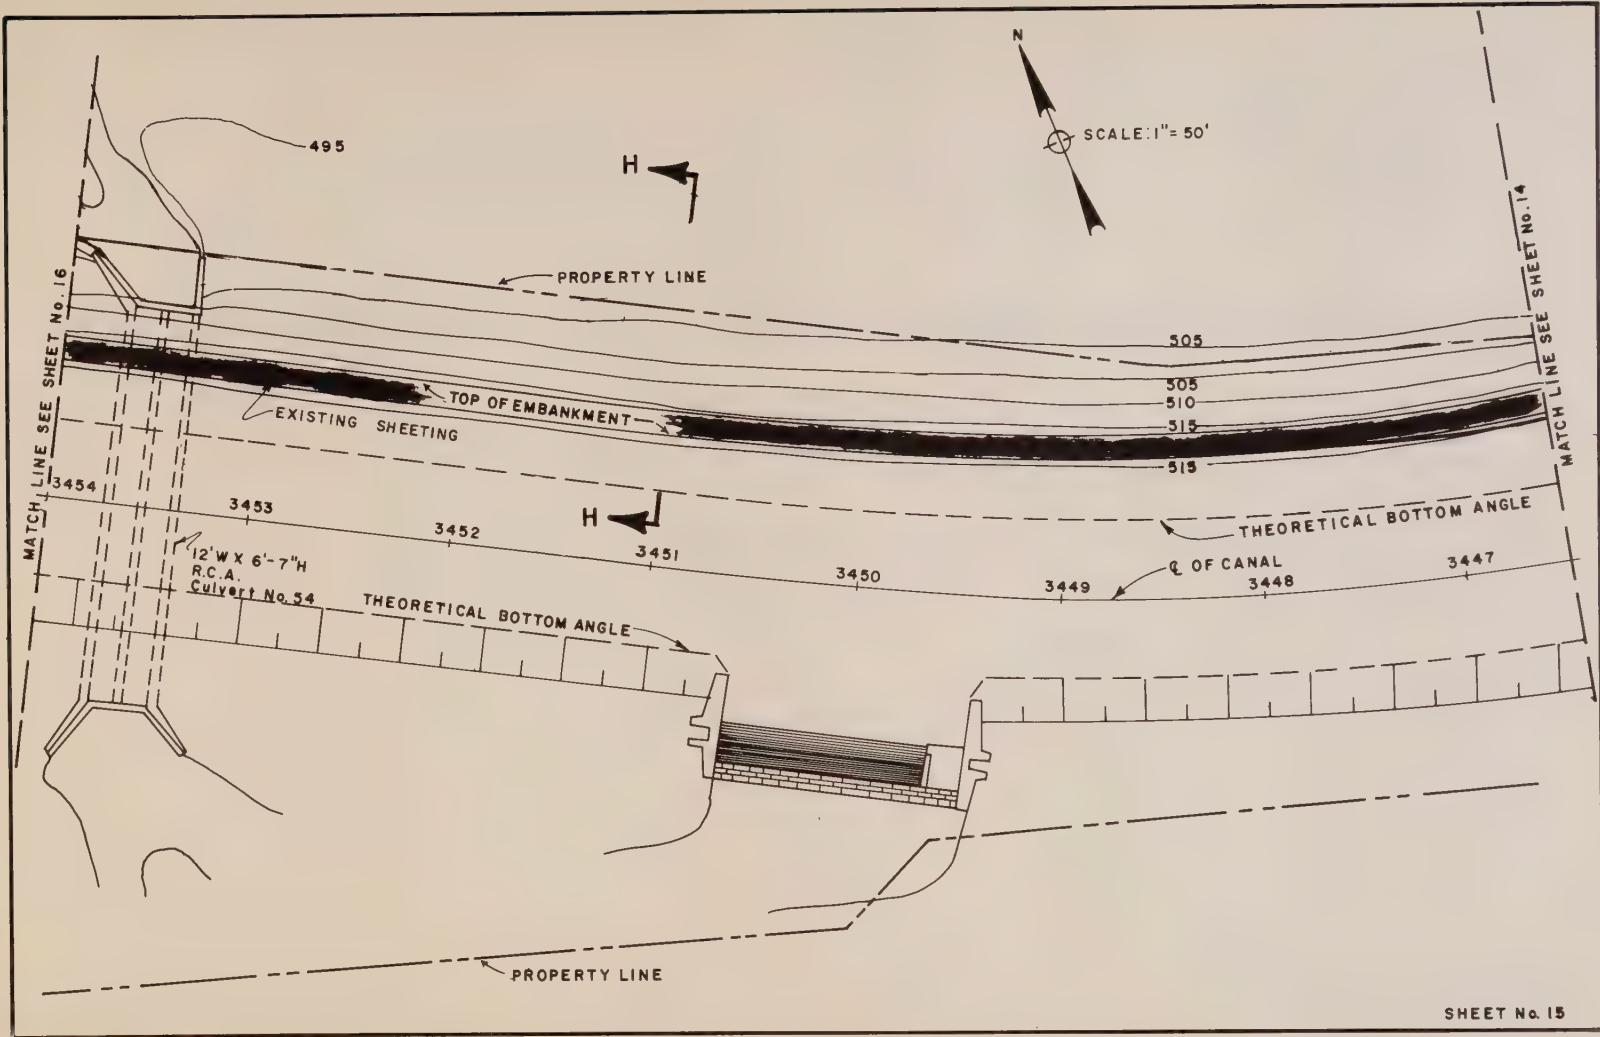 N
SCALE: 1" = 50'
495
H
MATCH LINE SEE SHEET No. 14
PROPERTY LINE
MATCH LINE SEE SHEET No. 16
505
505
510
TOP OF EMBANKMENT
EXISTING SHEETING
515
515
3454
3453
3452
3451
3450
3449
3448
3447
H
THEORETICAL BOTTOM ANGLE
℄ OF CANAL
12'W X 6'-7"H
R.C.A.
Culvert No. 54
THEORETICAL BOTTOM ANGLE
PROPERTY LINE
SHEET No. 15